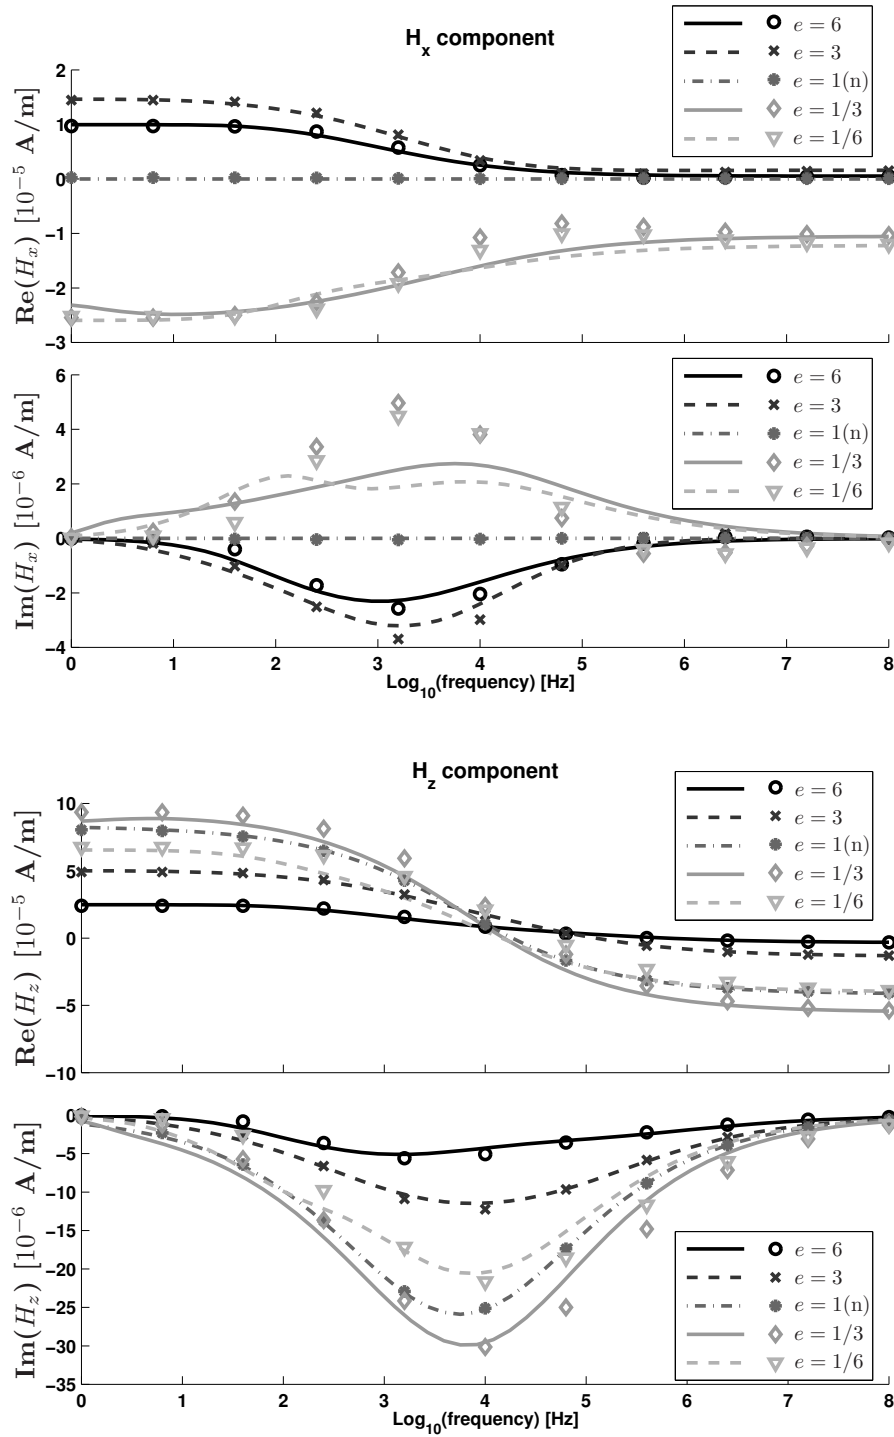 H_x component
e = 6
e = 3
e = 1(n)
e = 1/3
e = 1/6
Re(H_x) [10^−5 A/m]
2
1
0
−1
−2
−3
e = 6
e = 3
e = 1(n)
e = 1/3
e = 1/6
Im(H_x) [10^−6 A/m]
6
4
2
0
−2
−4
0 1 2 3 4 5 6 7 8
Log_10(frequency) [Hz]
H_z component
e = 6
e = 3
e = 1(n)
e = 1/3
e = 1/6
Re(H_z) [10^−5 A/m]
10
5
0
−5
−10
Im(H_z) [10^−6 A/m]
0
−5
−10
−15
−20
−25
−30
−35
e = 6
e = 3
e = 1(n)
e = 1/3
e = 1/6
0 1 2 3 4 5 6 7 8
Log_10(frequency) [Hz]